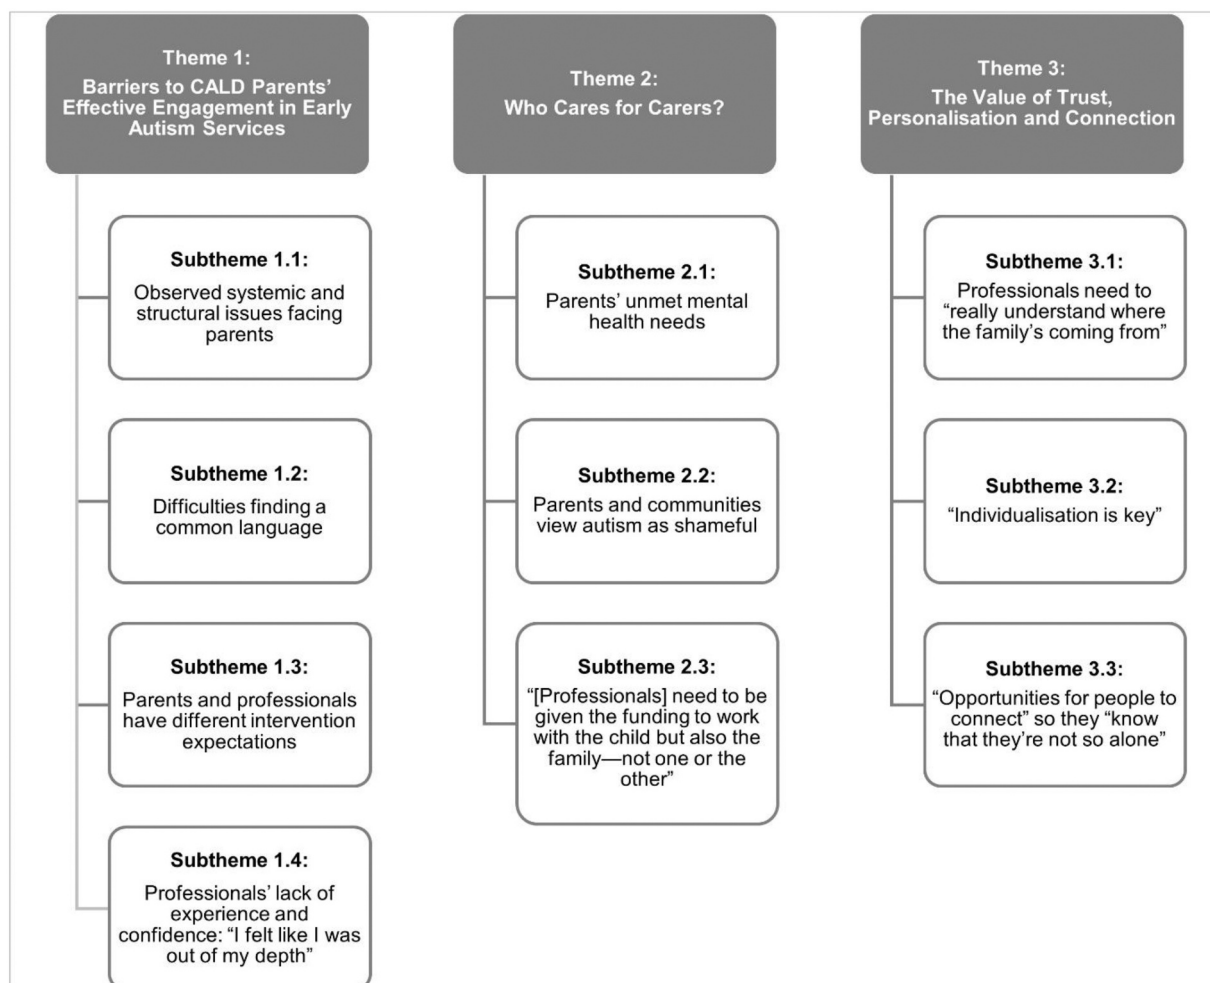 Theme 1:
Barriers to CALD Parents’
Effective Engagement in Early
Autism Services
Subtheme 1.1:
Observed systemic and
structural issues facing
parents
Subtheme 1.2:
Difficulties finding a
common language
Subtheme 1.3:
Parents and professionals
have different intervention
expectations
Subtheme 1.4:
Professionals’ lack of
experience and
confidence: “I felt like I was
out of my depth”
Theme 2:
Who Cares for Carers?
Subtheme 2.1:
Parents’ unmet mental
health needs
Subtheme 2.2:
Parents and communities
view autism as shameful
Subtheme 2.3:
“[Professionals] need to be
given the funding to work
with the child but also the
family—not one or the
other”
Theme 3:
The Value of Trust,
Personalisation and Connection
Subtheme 3.1:
Professionals need to
“really understand where
the family’s coming from”
Subtheme 3.2:
“Individualisation is key”
Subtheme 3.3:
“Opportunities for people to
connect” so they “know
that they’re not so alone”